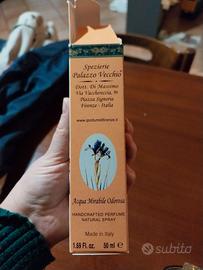 Spezierie
Palazzo Vecchio
Dott. Di Massimo
Via Vacchereccia, 9r
Piazza Signoria
Firenze - Italia
www.spezieriefirenze.it
Acqua Mirabile Odorosa
HANDCRAFTED PERFUME
NATURAL SPRAY
Made in Italy
1.69 Fl. oz.
50 ml e
subito